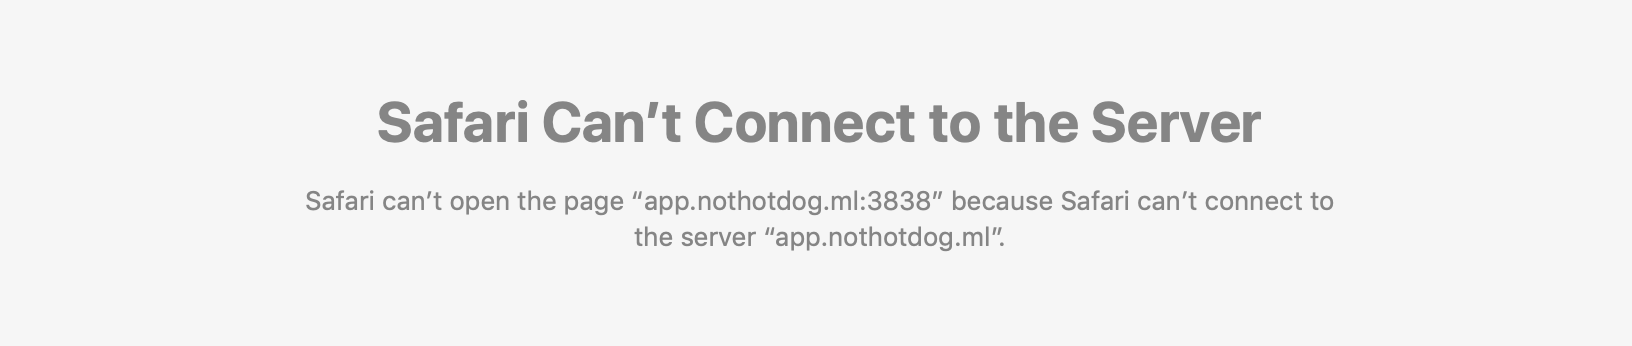 Safari Can’t Connect to the Server
Safari can’t open the page “app.nothotdog.ml:3838” because Safari can’t connect to
the server “app.nothotdog.ml”.